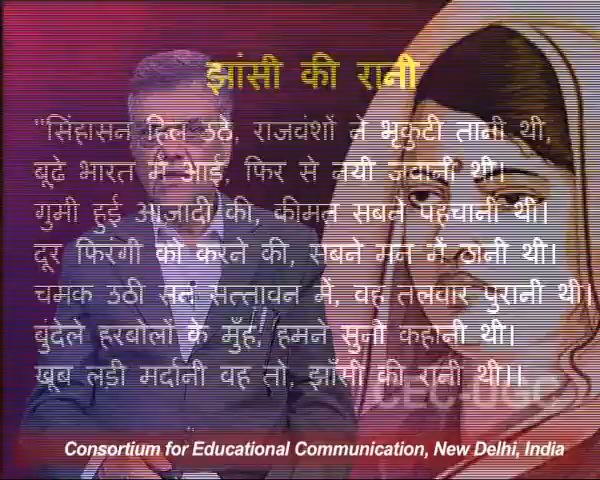 झांसी की रानी
"सिंहासन हिल उठे, राजवंशों ने भृकुटी तानी थी,
बूढे भारत में आई, फिर से नयी जवानी थी।
गुमी हुई आज़ादी की, कीमत सबने पहचानी थी।
दूर फिरंगी को करने की, सबने मन में ठानी थी।
चमक उठी सन सत्तावन में, वह तलवार पुरानी थी।
बुंदेले हरबोलों के मुँह, हमने सुनी कहानी थी।
खूब लड़ी मर्दानी वह तो, झाँसी की रानी थी।।
CEC-UGC
Consortium for Educational Communication, New Delhi, India